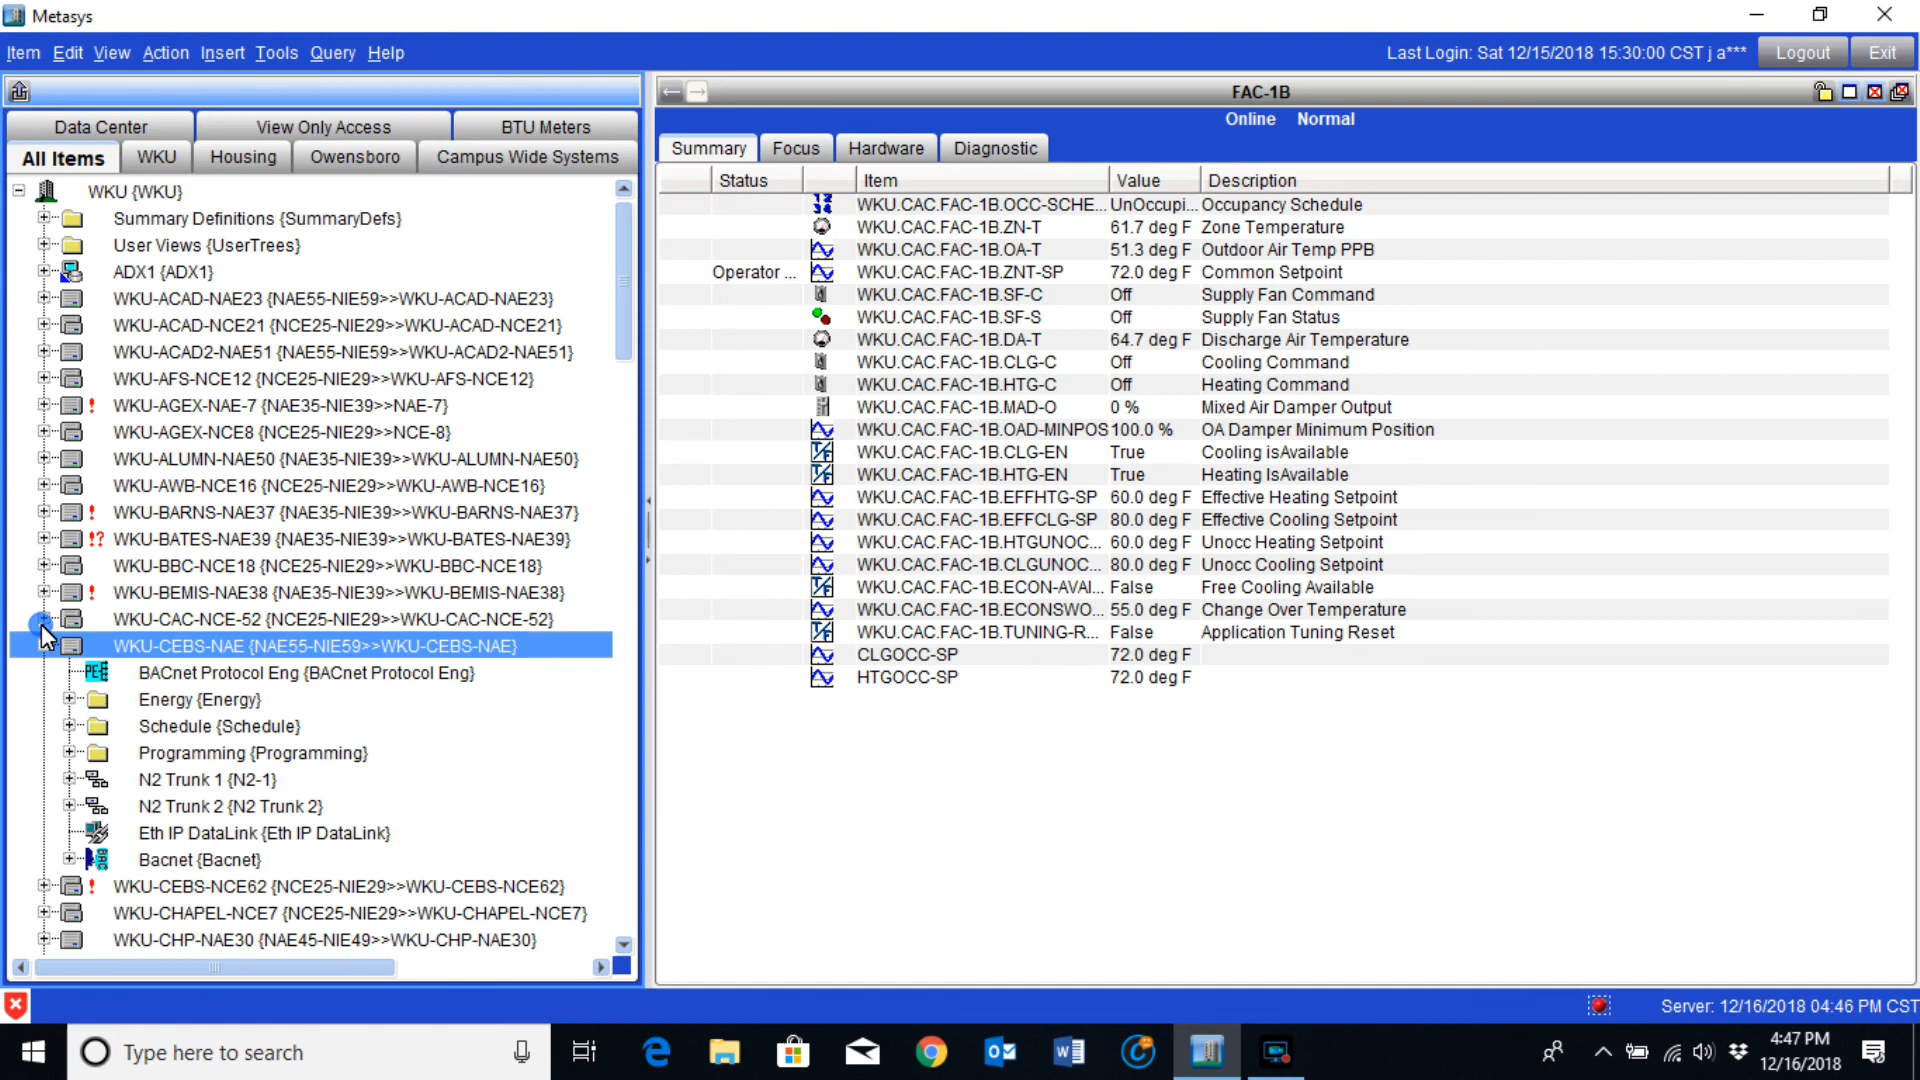 Metasys
Item Edit View Action Insert Tools Query Help
Last Login: Sat 12/15/2018 15:30:00 CST j a*** Logout Exit
Data Center View Only Access BTU Meters
All Items WKU Housing Owensboro Campus Wide Systems
WKU {WKU}
Summary Definitions {SummaryDefs}
User Views {UserTrees}
ADX1 {ADX1}
WKU-ACAD-NAE23 {NAE55-NIE59>>WKU-ACAD-NAE23}
WKU-ACAD-NCE21 {NCE25-NIE29>>WKU-ACAD-NCE21}
WKU-ACAD2-NAE51 {NAE55-NIE59>>WKU-ACAD2-NAE51}
WKU-AFS-NCE12 {NCE25-NIE29>>WKU-AFS-NCE12}
! WKU-AGEX-NAE-7 {NAE35-NIE39>>NAE-7}
WKU-AGEX-NCE8 {NCE25-NIE29>>NCE-8}
WKU-ALUMN-NAE50 {NAE35-NIE39>>WKU-ALUMN-NAE50}
WKU-AWB-NCE16 {NCE25-NIE29>>WKU-AWB-NCE16}
! WKU-BARNS-NAE37 {NAE35-NIE39>>WKU-BARNS-NAE37}
!? WKU-BATES-NAE39 {NAE35-NIE39>>WKU-BATES-NAE39}
WKU-BBC-NCE18 {NCE25-NIE29>>WKU-BBC-NCE18}
! WKU-BEMIS-NAE38 {NAE35-NIE39>>WKU-BEMIS-NAE38}
WKU-CAC-NCE-52 {NCE25-NIE29>>WKU-CAC-NCE-52}
WKU-CEBS-NAE {NAE55-NIE59>>WKU-CEBS-NAE}
BACnet Protocol Eng {BACnet Protocol Eng}
Energy {Energy}
Schedule {Schedule}
Programming {Programming}
N2 Trunk 1 {N2-1}
N2 Trunk 2 {N2 Trunk 2}
Eth IP DataLink {Eth IP DataLink}
Bacnet {Bacnet}
! WKU-CEBS-NCE62 {NCE25-NIE29>>WKU-CEBS-NCE62}
WKU-CHAPEL-NCE7 {NCE25-NIE29>>WKU-CHAPEL-NCE7}
WKU-CHP-NAE30 {NAE45-NIE49>>WKU-CHP-NAE30}
FAC-1B
Online Normal
Summary Focus Hardware Diagnostic
Status Item Value Description
WKU.CAC.FAC-1B.OCC-SCHE... UnOccupi... Occupancy Schedule
WKU.CAC.FAC-1B.ZN-T 61.7 deg F Zone Temperature
WKU.CAC.FAC-1B.OA-T 51.3 deg F Outdoor Air Temp PPB
Operator ... WKU.CAC.FAC-1B.ZNT-SP 72.0 deg F Common Setpoint
WKU.CAC.FAC-1B.SF-C Off Supply Fan Command
WKU.CAC.FAC-1B.SF-S Off Supply Fan Status
WKU.CAC.FAC-1B.DA-T 64.7 deg F Discharge Air Temperature
WKU.CAC.FAC-1B.CLG-C Off Cooling Command
WKU.CAC.FAC-1B.HTG-C Off Heating Command
WKU.CAC.FAC-1B.MAD-O 0 % Mixed Air Damper Output
WKU.CAC.FAC-1B.OAD-MINPOS 100.0 % OA Damper Minimum Position
WKU.CAC.FAC-1B.CLG-EN True Cooling isAvailable
WKU.CAC.FAC-1B.HTG-EN True Heating IsAvailable
WKU.CAC.FAC-1B.EFFHTG-SP 60.0 deg F Effective Heating Setpoint
WKU.CAC.FAC-1B.EFFCLG-SP 80.0 deg F Effective Cooling Setpoint
WKU.CAC.FAC-1B.HTGUNOC... 60.0 deg F Unocc Heating Setpoint
WKU.CAC.FAC-1B.CLGUNOC... 80.0 deg F Unocc Cooling Setpoint
WKU.CAC.FAC-1B.ECON-AVAI... False Free Cooling Available
WKU.CAC.FAC-1B.ECONSWO... 55.0 deg F Change Over Temperature
WKU.CAC.FAC-1B.TUNING-R... False Application Tuning Reset
CLGOCC-SP 72.0 deg F
HTGOCC-SP 72.0 deg F
Server: 12/16/2018 04:46 PM CST
Type here to search
4:47 PM
12/16/2018